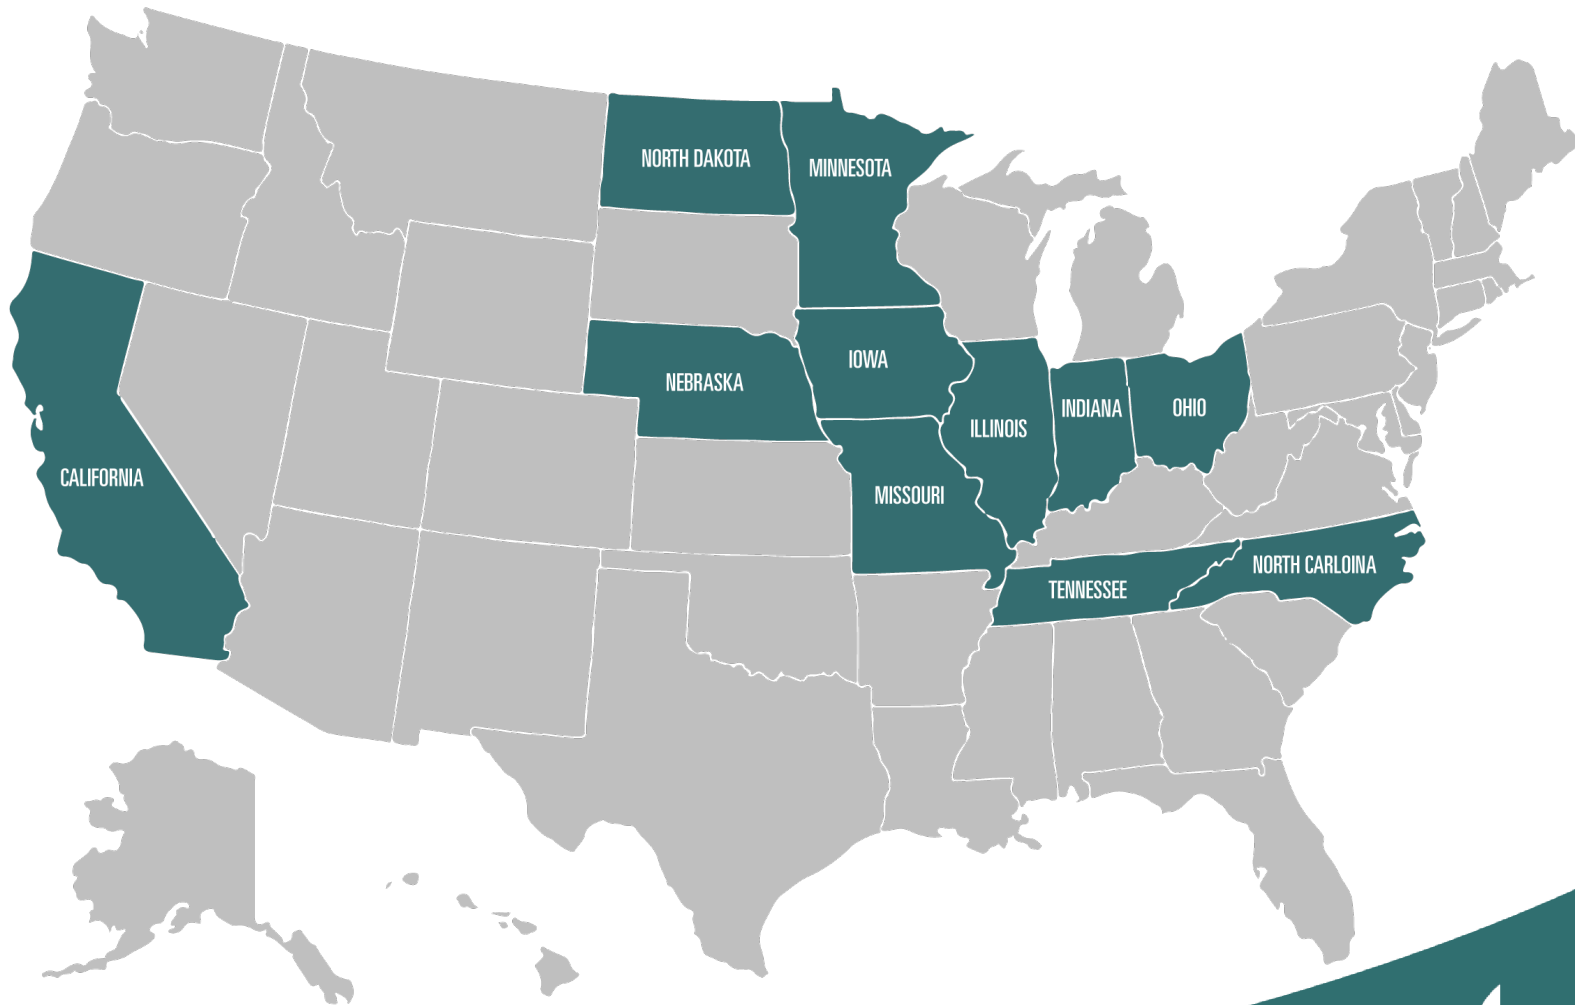 NORTH DAKOTA
MINNESOTA
IOWA
NEBRASKA
INDIANA
OHIO
ILLINOIS
CALIFORNIA
MISSOURI
NORTH CARLOINA
TENNESSEE